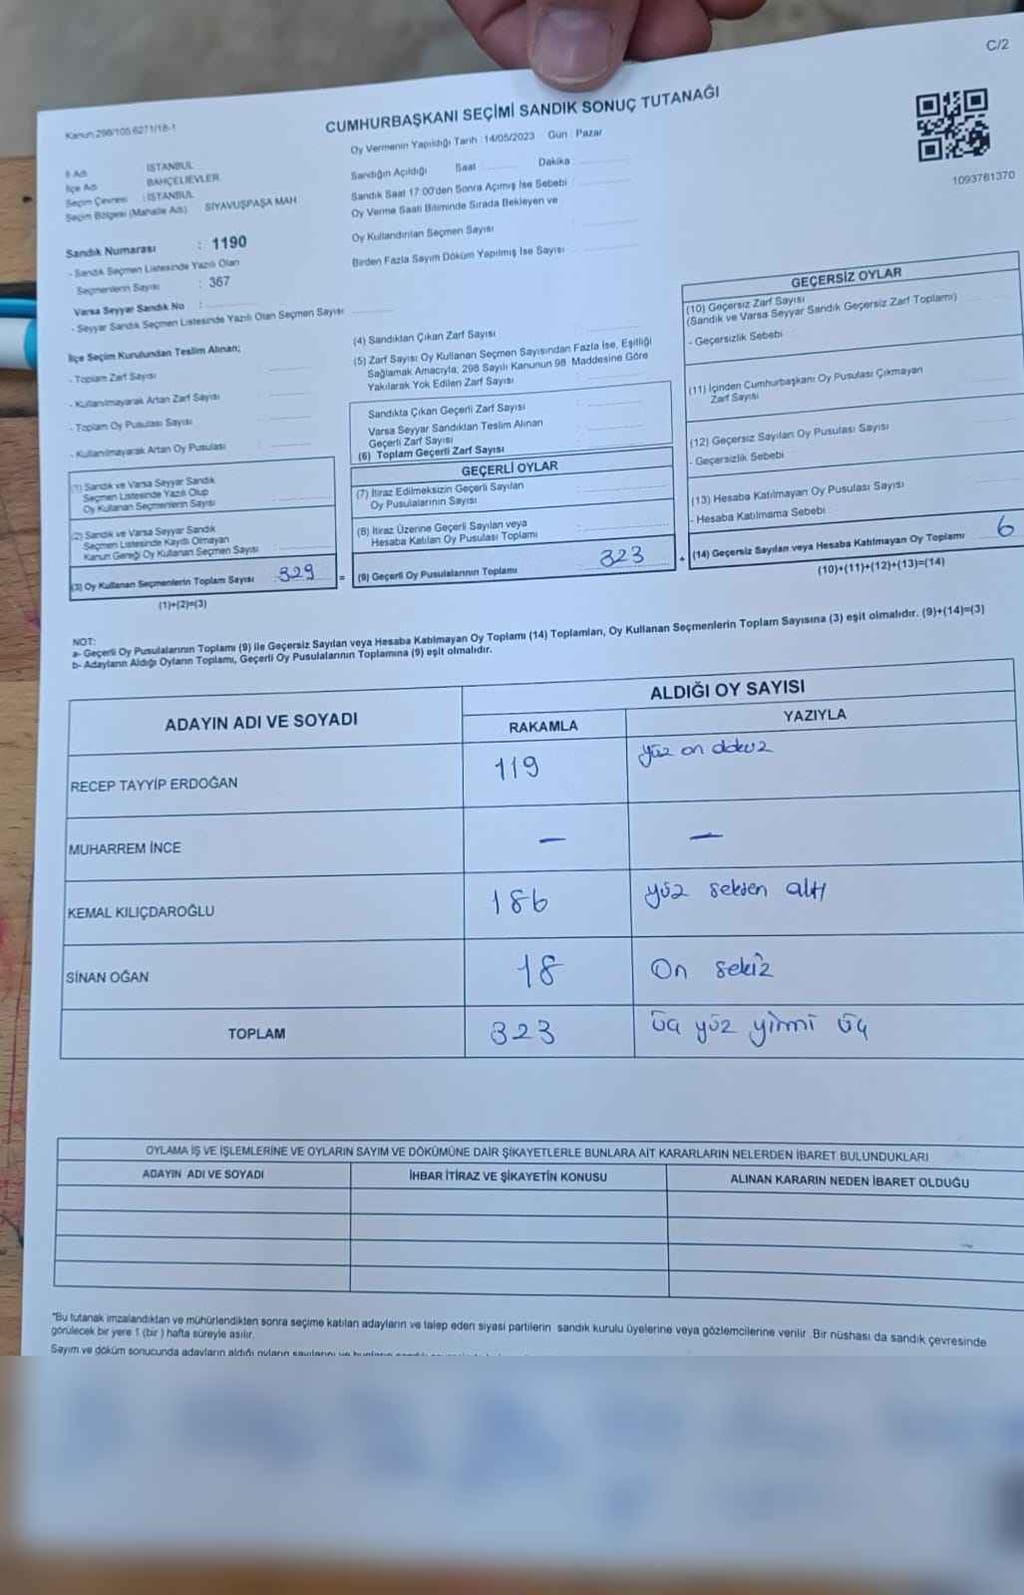 C/2
Kanun 298/105 6271/18-1
CUMHURBAŞKANI SEÇİMİ SANDIK SONUÇ TUTANAĞI
Oy Vermenin Yapıldığı Tarih : 14/05/2023 Gün : Pazar
1093761370
İl Adı İSTANBUL
İlçe Adı BAHÇELİEVLER
Seçim Çevresi : İSTANBUL
Seçim Bölgesi (Mahalle Adı) SİYAVUŞPAŞA MAH
Sandık Numarası : 1190
- Sandık Seçmen Listesinde Yazılı Olan
Seçmenlerin Sayısı : 367
Varsa Seyyar Sandık No :
- Seyyar Sandık Seçmen Listesinde Yazılı Olan Seçmen Sayısı
Sandığın Açıldığı Saat Dakika
Sandık Saat 17:00'den Sonra Açılmış İse Sebebi
Oy Verme Saati Bitiminde Sırada Bekleyen ve
Oy Kullandırılan Seçmen Sayısı
Birden Fazla Sayım Döküm Yapılmış İse Sayısı
İlçe Seçim Kurulundan Teslim Alınan;
- Toplam Zarf Sayısı
- Kullanılmayarak Artan Zarf Sayısı
- Toplam Oy Pusulası Sayısı
- Kullanılmayarak Artan Oy Pusulası
(1) Sandık ve Varsa Seyyar Sandık
Seçmen Listesinde Yazılı Olup
Oy Kullanan Seçmenlerin Sayısı
(2) Sandık ve Varsa Seyyar Sandık
Seçmen Listesinde Kayıtlı Olmayan
Kanun Gereği Oy Kullanan Seçmen Sayısı
(3) Oy Kullanan Seçmenlerin Toplam Sayısı 329 =
(1)+(2)=(3)
(4) Sandıktan Çıkan Zarf Sayısı
(5) Zarf Sayısı Oy Kullanan Seçmen Sayısından Fazla İse, Eşitliği
Sağlamak Amacıyla, 298 Sayılı Kanunun 98. Maddesine Göre
Yakılarak Yok Edilen Zarf Sayısı
Sandıkta Çıkan Geçerli Zarf Sayısı
Varsa Seyyar Sandıktan Teslim Alınan
Geçerli Zarf Sayısı
(6) Toplam Geçerli Zarf Sayısı
GEÇERLİ OYLAR
(7) İtiraz Edilmeksizin Geçerli Sayılan
Oy Pusulalarının Sayısı
(8) İtiraz Üzerine Geçerli Sayılan veya
Hesaba Katılan Oy Pusulası Toplamı
(9) Geçerli Oy Pusulalarının Toplamı 323 +
GEÇERSİZ OYLAR
(10) Geçersiz Zarf Sayısı
(Sandık ve Varsa Seyyar Sandık Geçersiz Zarf Toplamı)
- Geçersizlik Sebebi
(11) İçinden Cumhurbaşkanı Oy Pusulası Çıkmayan
Zarf Sayısı
(12) Geçersiz Sayılan Oy Pusulası Sayısı
- Geçersizlik Sebebi
(13) Hesaba Katılmayan Oy Pusulası Sayısı
- Hesaba Katılmama Sebebi
(14) Geçersiz Sayılan veya Hesaba Katılmayan Oy Toplamı 6
(10)+(11)+(12)+(13)=(14)
NOT:
a- Geçerli Oy Pusulalarının Toplamı (9) ile Geçersiz Sayılan veya Hesaba Katılmayan Oy Toplamı (14) Toplamları, Oy Kullanan Seçmenlerin Toplam Sayısına (3) eşit olmalıdır. (9)+(14)=(3)
b- Adayların Aldığı Oyların Toplamı, Geçerli Oy Pusulalarının Toplamına (9) eşit olmalıdır.
ADAYIN ADI VE SOYADI ALDIĞI OY SAYISI
RAKAMLA YAZIYLA
RECEP TAYYİP ERDOĞAN 119 yüz on dokuz
MUHARREM İNCE — —
KEMAL KILIÇDAROĞLU 186 yüz seksen altı
SİNAN OĞAN 18 On sekiz
TOPLAM 323 üç yüz yirmi üç
OYLAMA İŞ VE İŞLEMLERİNE VE OYLARIN SAYIM VE DÖKÜMÜNE DAİR ŞİKAYETLERLE BUNLARA AİT KARARLARIN NELERDEN İBARET BULUNDUKLARI
ADAYIN ADI VE SOYADI İHBAR İTİRAZ VE ŞİKAYETİN KONUSU ALINAN KARARIN NEDEN İBARET OLDUĞU
"Bu tutanak imzalandıktan ve mühürlendikten sonra seçime katılan adayların ve talep eden siyasi partilerin sandık kurulu üyelerine veya gözlemcilerine verilir. Bir nüshası da sandık çevresinde
görülecek bir yere 1 (bir) hafta süreyle asılır.
Sayım ve döküm sonucunda adayların aldığı oyların sayılarını ve bunların